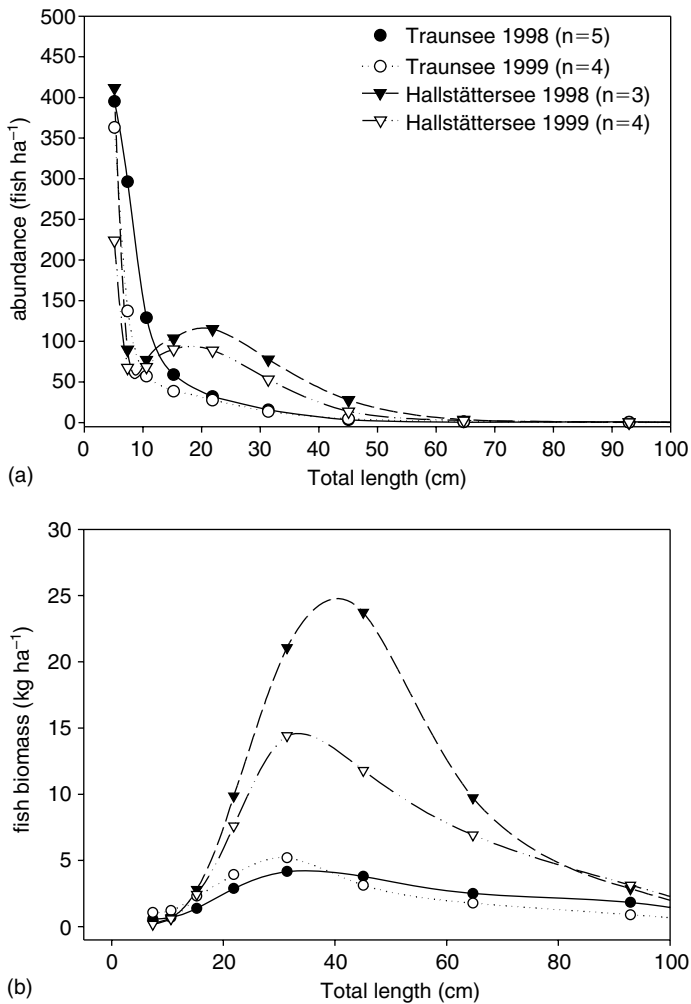 500
450
400
350
300
250
200
150
100
50
0
abundance (fish ha⁻¹)
Traunsee 1998 (n=5)
Traunsee 1999 (n=4)
Hallstättersee 1998 (n=3)
Hallstättersee 1999 (n=4)
0 10 20 30 40 50 60 70 80 90 100
(a)
Total length (cm)
30
25
20
15
10
5
0
fish biomass (kg ha⁻¹)
0 20 40 60 80 100
(b)
Total length (cm)